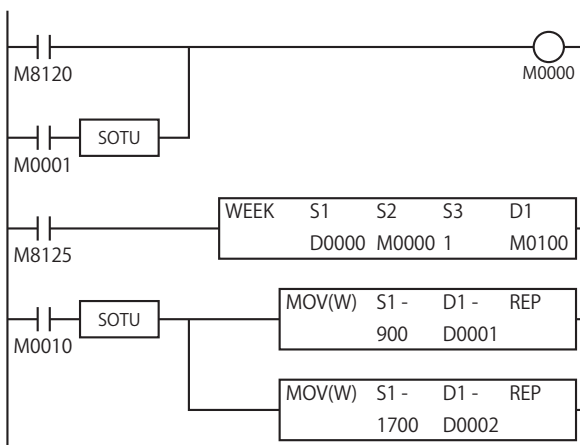 M8120
M0000
SOTU
M0001
WEEK S1 S2 S3 D1
D0000 M0000 1 M0100
M8125
SOTU
M0010
MOV(W) S1 - D1 - REP
900 D0001
MOV(W) S1 - D1 - REP
1700 D0002